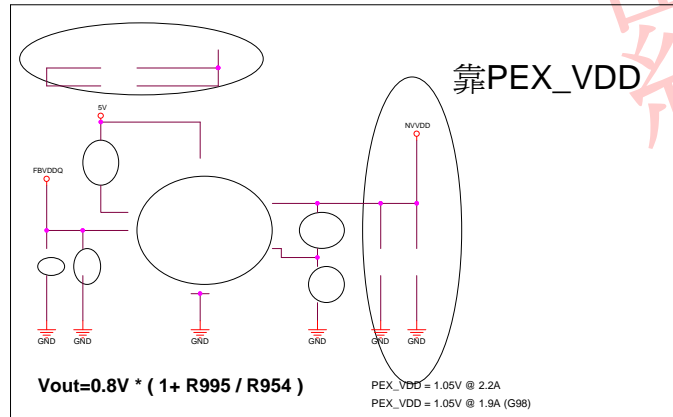 靠PEX_VDD
5V
NVVDD
FBVDDQ
GND GND GND GND GND GND
Vout=0.8V * ( 1+ R995 / R954 )
PEX_VDD = 1.05V @ 2.2A
PEX_VDD = 1.05V @ 1.9A (G98)